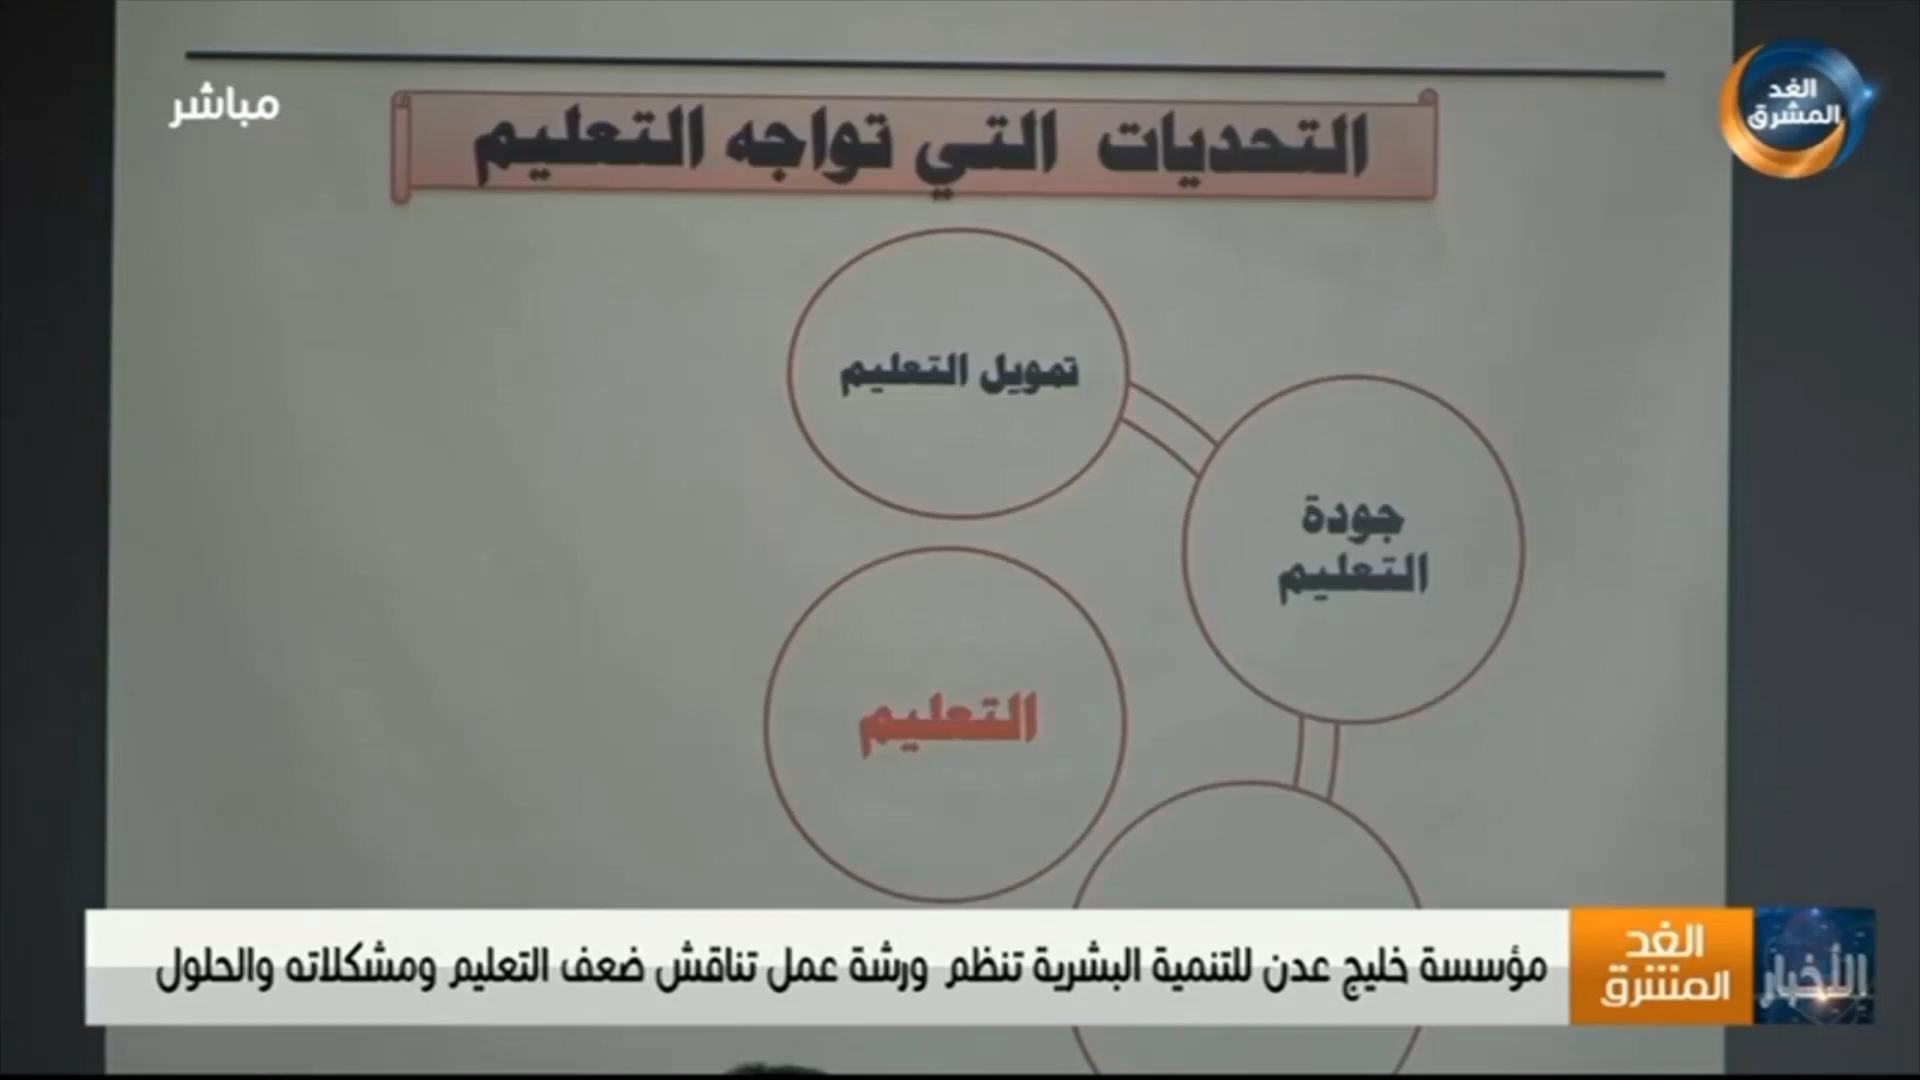 مباشر
الغد
المشرق
التحديات التي تواجه التعليم
تمويل التعليم
جودة
التعليم
التعليم
مؤسسة خليج عدن للتنمية البشرية تنظم ورشة عمل تناقش ضعف التعليم ومشكلاته والحلول
الغد
المشرق
الأخبار